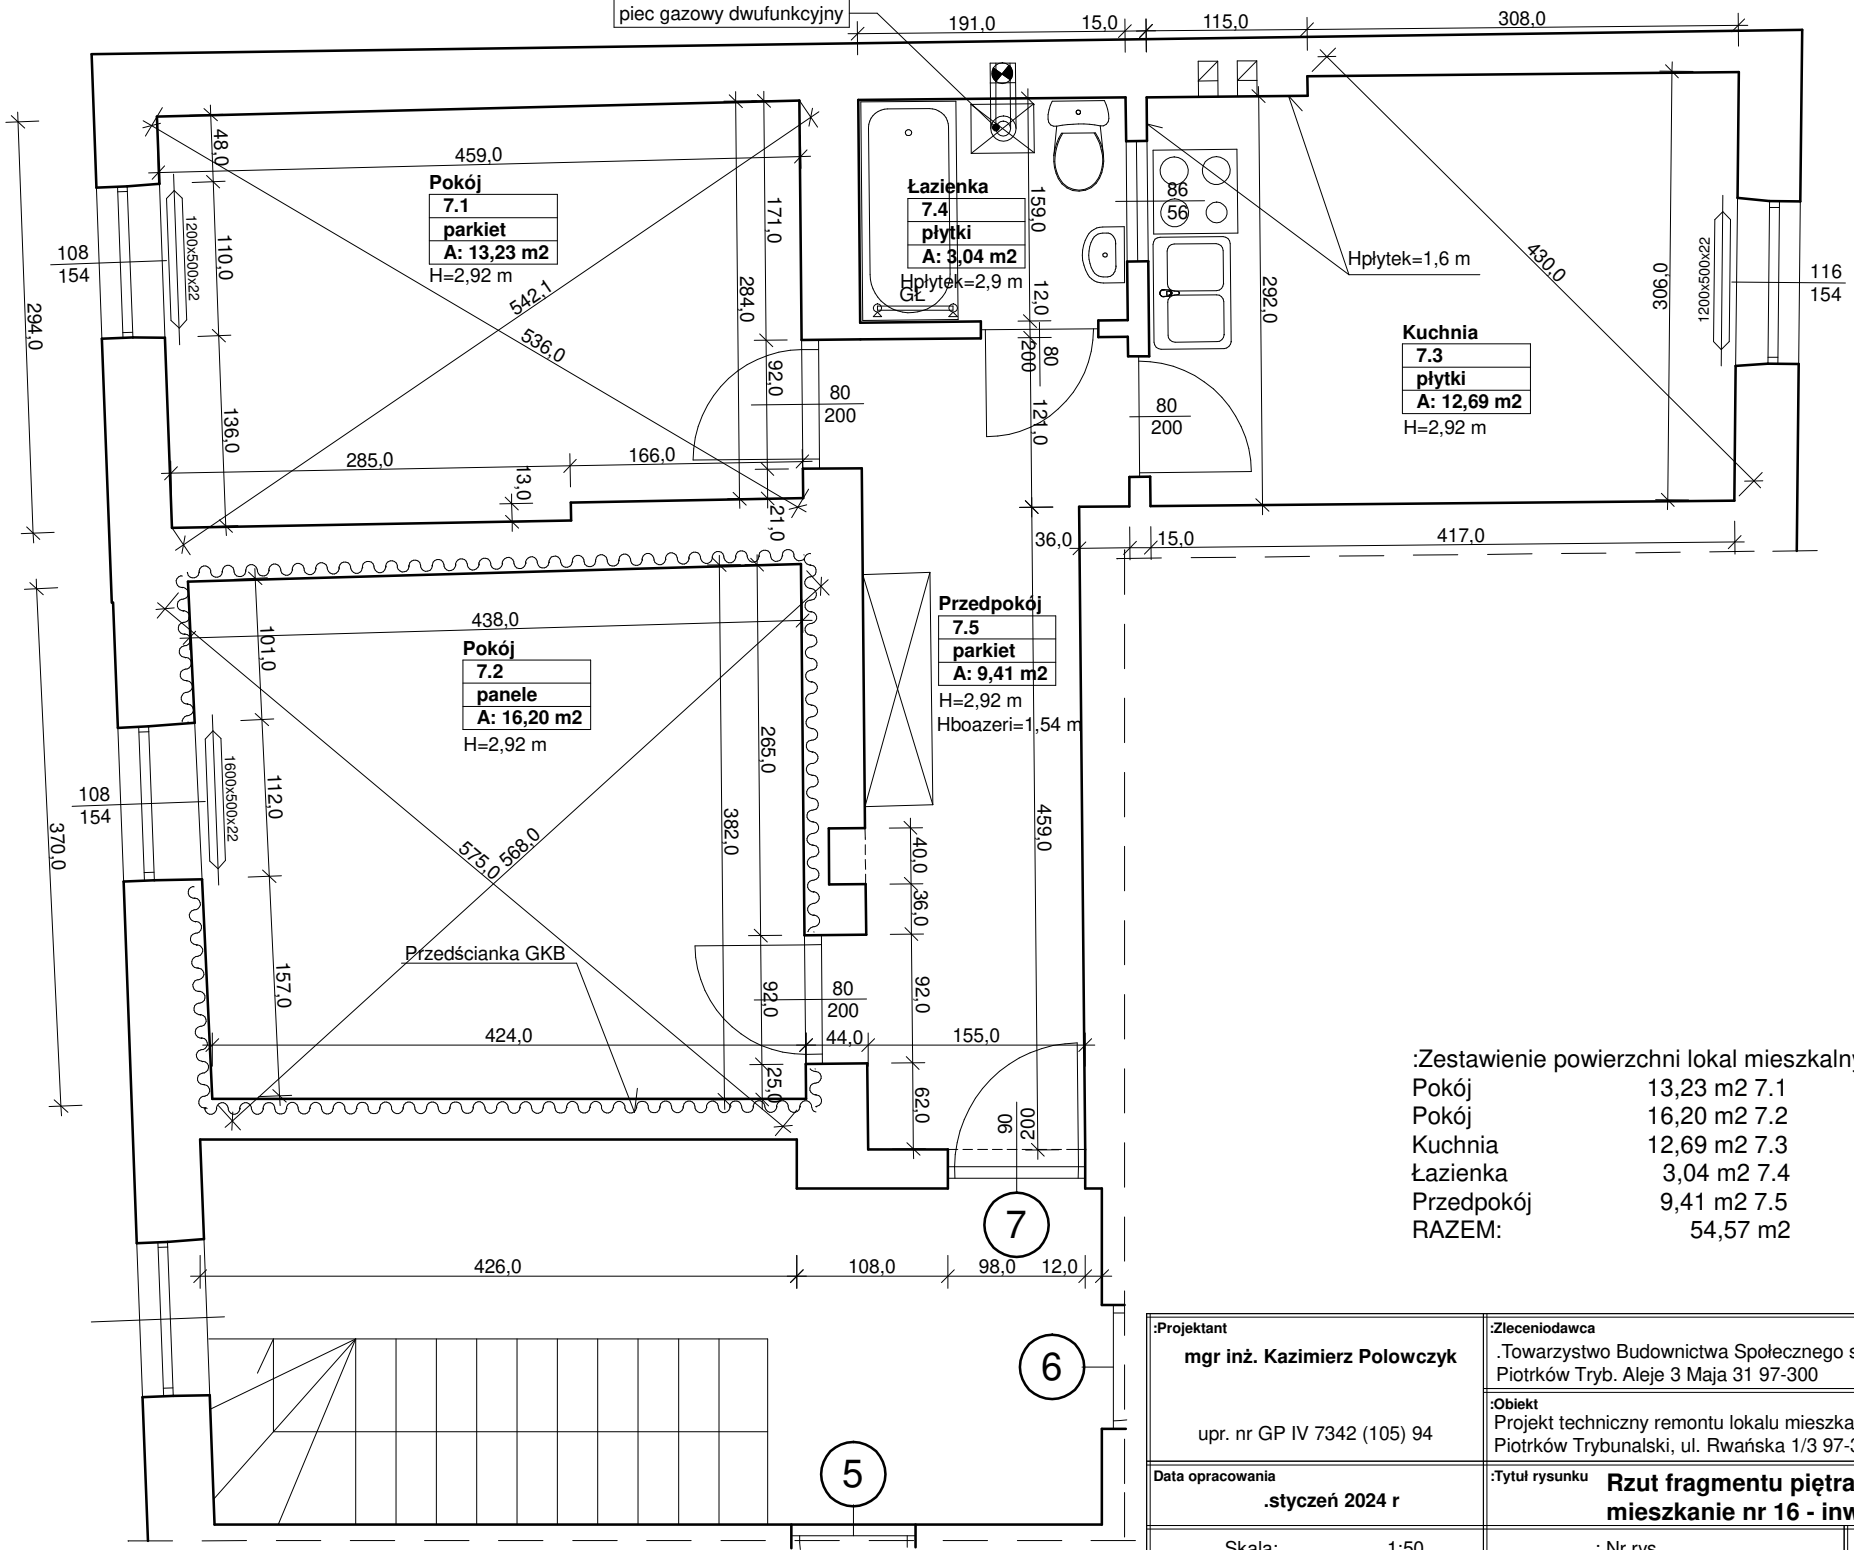 piec gazowy dwufunkcyjny
191,0
15,0
115,0
308,0
48,0
459,0
Pokój
7.1
parkiet
A: 13,23 m2
H=2,92 m
171,0
110,0
1200x500x22
108
154
294,0
542,1
536,0
284,0
92,0
80
200
136,0
285,0
166,0
13,0
21,0
Łazienka
7.4
płytki
A: 3,04 m2
Hpłytek=2,9 m
GŁ
159,0
12,0
80
200
121,0
86
56
Hpłytek=1,6 m
292,0
430,0
306,0
1200x500x22
116
154
Kuchnia
7.3
płytki
A: 12,69 m2
H=2,92 m
80
200
36,0
15,0
417,0
438,0
101,0
Pokój
7.2
panele
A: 16,20 m2
H=2,92 m
Przedpokój
7.5
parkiet
A: 9,41 m2
H=2,92 m
Hboazeri=1,54 m
265,0
382,0
108
154
1600x500x22
112,0
370,0
575,0
568,0
459,0
40,0
36,0
Przedścianka GKB
157,0
92,0
80
200
92,0
424,0
44,0
155,0
25,0
62,0
90
200
7
426,0
108,0
98,0
12,0
6
5
:Zestawienie powierzchni lokal mieszkalny
Pokój 13,23 m2 7.1
Pokój 16,20 m2 7.2
Kuchnia 12,69 m2 7.3
Łazienka 3,04 m2 7.4
Przedpokój 9,41 m2 7.5
RAZEM: 54,57 m2
:Projektant
mgr inż. Kazimierz Polowczyk
upr. nr GP IV 7342 (105) 94
:Zleceniodawca
.Towarzystwo Budownictwa Społecznego s
Piotrków Tryb. Aleje 3 Maja 31 97-300
:Obiekt
Projekt techniczny remontu lokalu mieszka
Piotrków Trybunalski, ul. Rwańska 1/3 97-3
Data opracowania
.styczeń 2024 r
:Tytuł rysunku
Rzut fragmentu piętra
mieszkanie nr 16 - inw
Skala: 1:50
: Nr rys